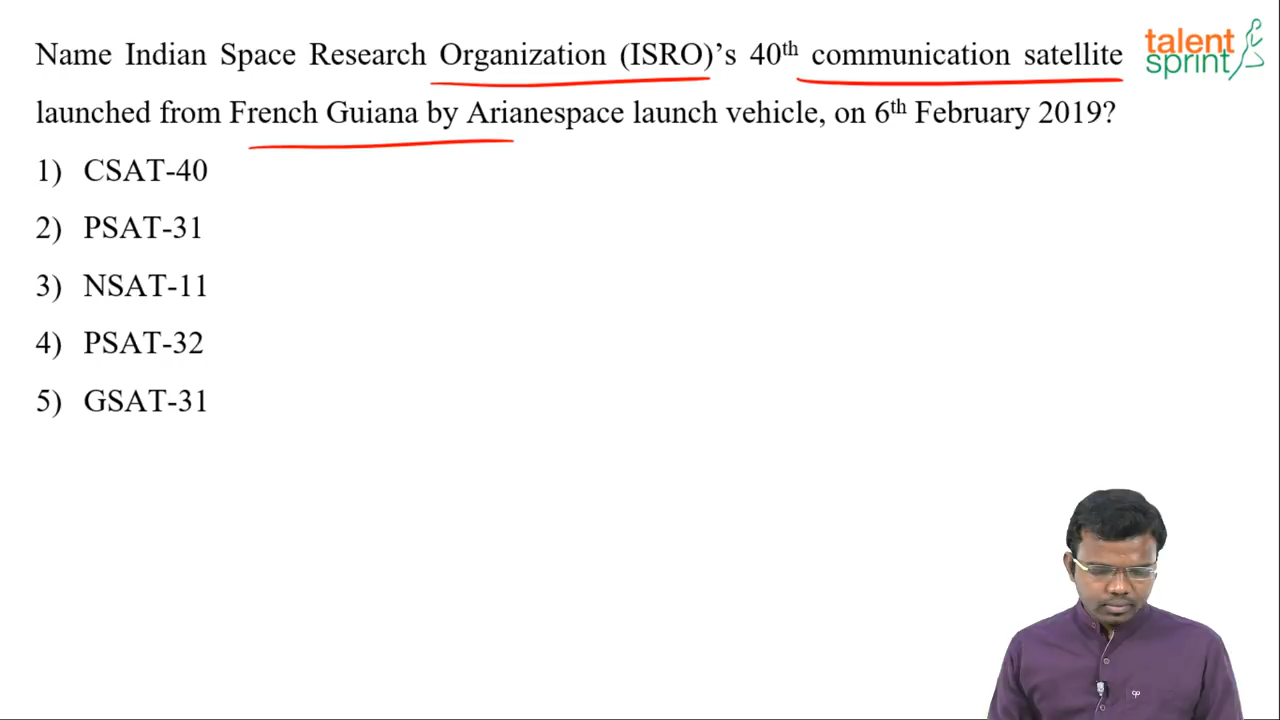 Name Indian Space Research Organization (ISRO)'s 40th communication satellite
launched from French Guiana by Arianespace launch vehicle, on 6th February 2019?
1) CSAT-40
2) PSAT-31
3) NSAT-11
4) PSAT-32
5) GSAT-31
talent
sprint